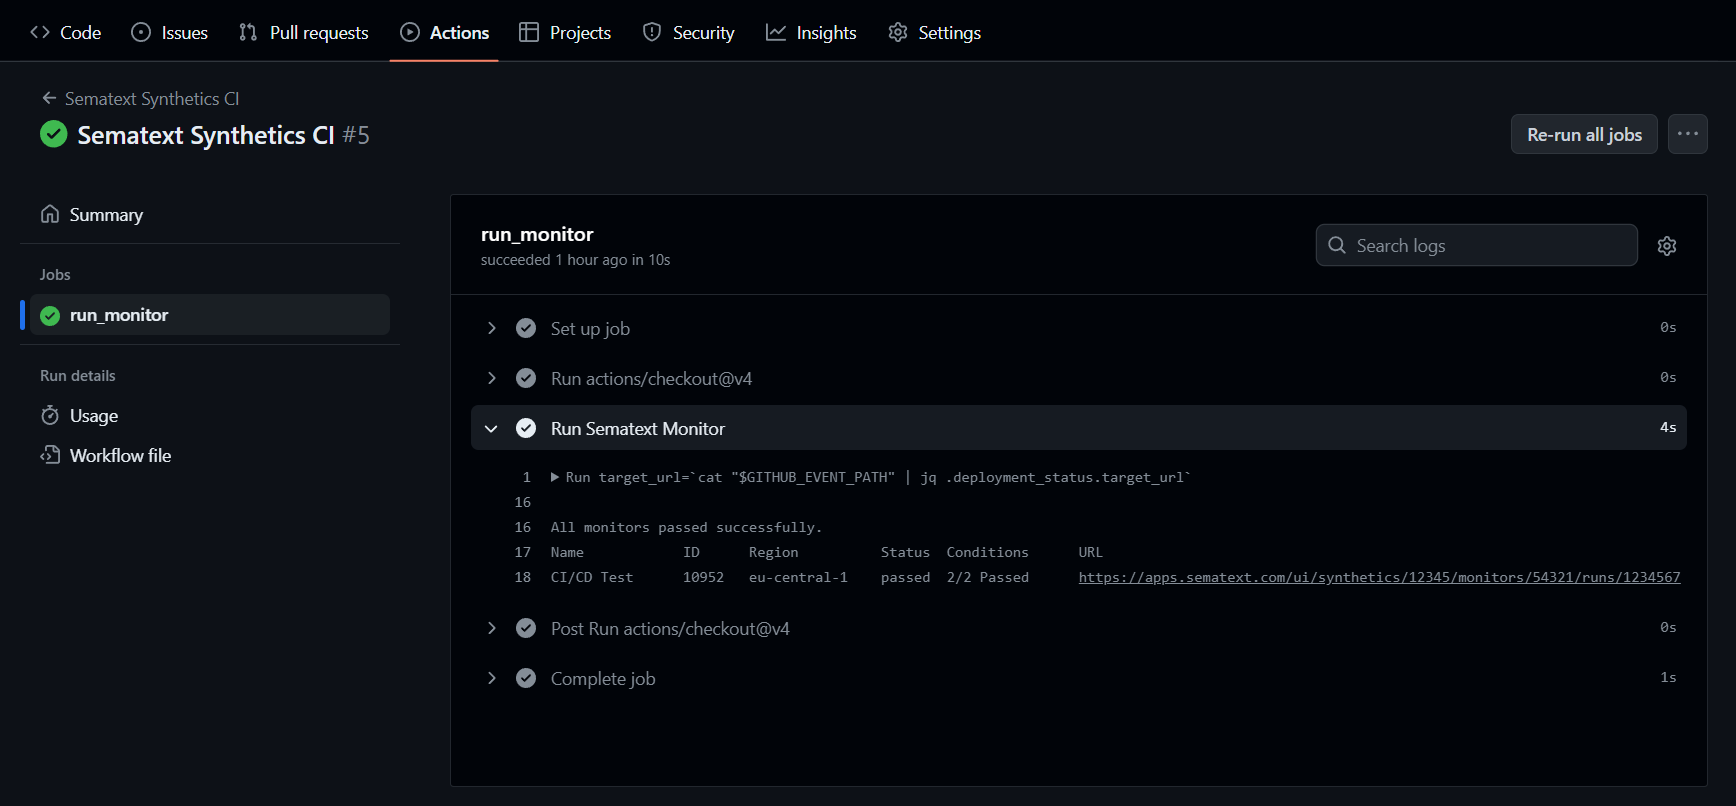 Code Issues Pull requests Actions Projects Security Insights Settings
Sematext Synthetics CI
Sematext Synthetics CI #5
Re-run all jobs
Summary
Jobs
run_monitor
Run details
Usage
Workflow file
run_monitor
succeeded 1 hour ago in 10s
Search logs
Set up job 0s
Run actions/checkout@v4 0s
Run Sematext Monitor 4s
1 Run target_url=`cat "$GITHUB_EVENT_PATH" | jq .deployment_status.target_url`
16
16 All monitors passed successfully.
17 Name ID Region Status Conditions URL
18 CI/CD Test 10952 eu-central-1 passed 2/2 Passed https://apps.sematext.com/ui/synthetics/12345/monitors/54321/runs/1234567
Post Run actions/checkout@v4 0s
Complete job 1s